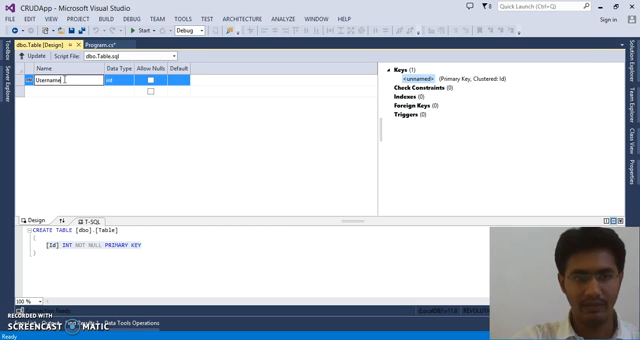 CRUDApp - Microsoft Visual Studio
FILE EDIT VIEW PROJECT BUILD DEBUG TEAM TOOLS TEST ARCHITECTURE ANALYZE WINDOW HELP
Sign in
Start Debug
dbo.Table [Design] Program.cs*
Update Script File: dbo.Table.sql
Name Data Type Allow Nulls Default
Username int
Keys (1)
<unnamed> (Primary Key, Clustered: Id)
Check Constraints (0)
Indexes (0)
Foreign Keys (0)
Triggers (0)
Toolbox
Server Explorer
Solution Explorer
Team Explorer
Class View
Properties
Design T-SQL
CREATE TABLE [dbo].[Table]
(
[Id] INT NOT NULL PRIMARY KEY
)
100 %
RECORDED WITH
SCREENCAST MATIC
Data Tools Operations
Ready